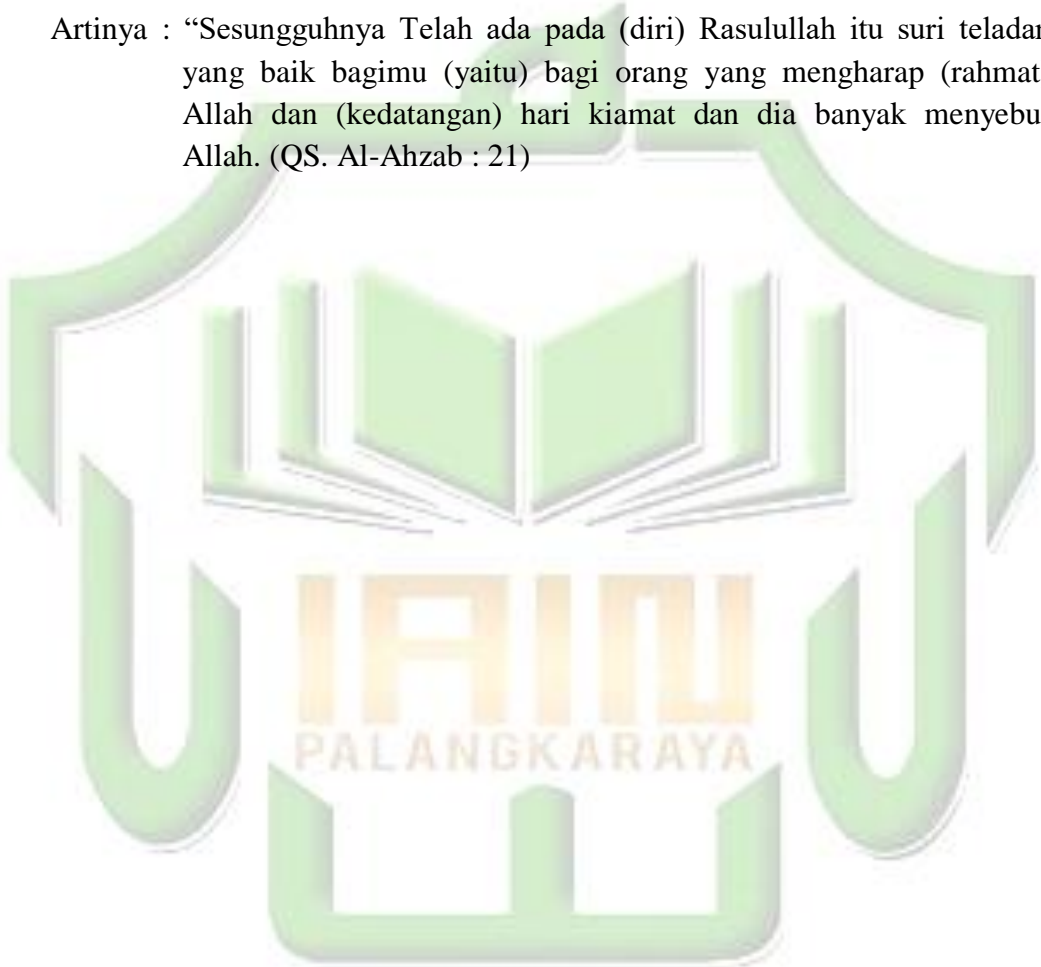 Artinya : “Sesungguhnya Telah ada pada (diri) Rasulullah itu suri teladan
yang baik bagimu (yaitu) bagi orang yang mengharap (rahmat
Allah dan (kedatangan) hari kiamat dan dia banyak menyebu
Allah. (QS. Al-Ahzab : 21)
IAIN
PALANGKARAYA